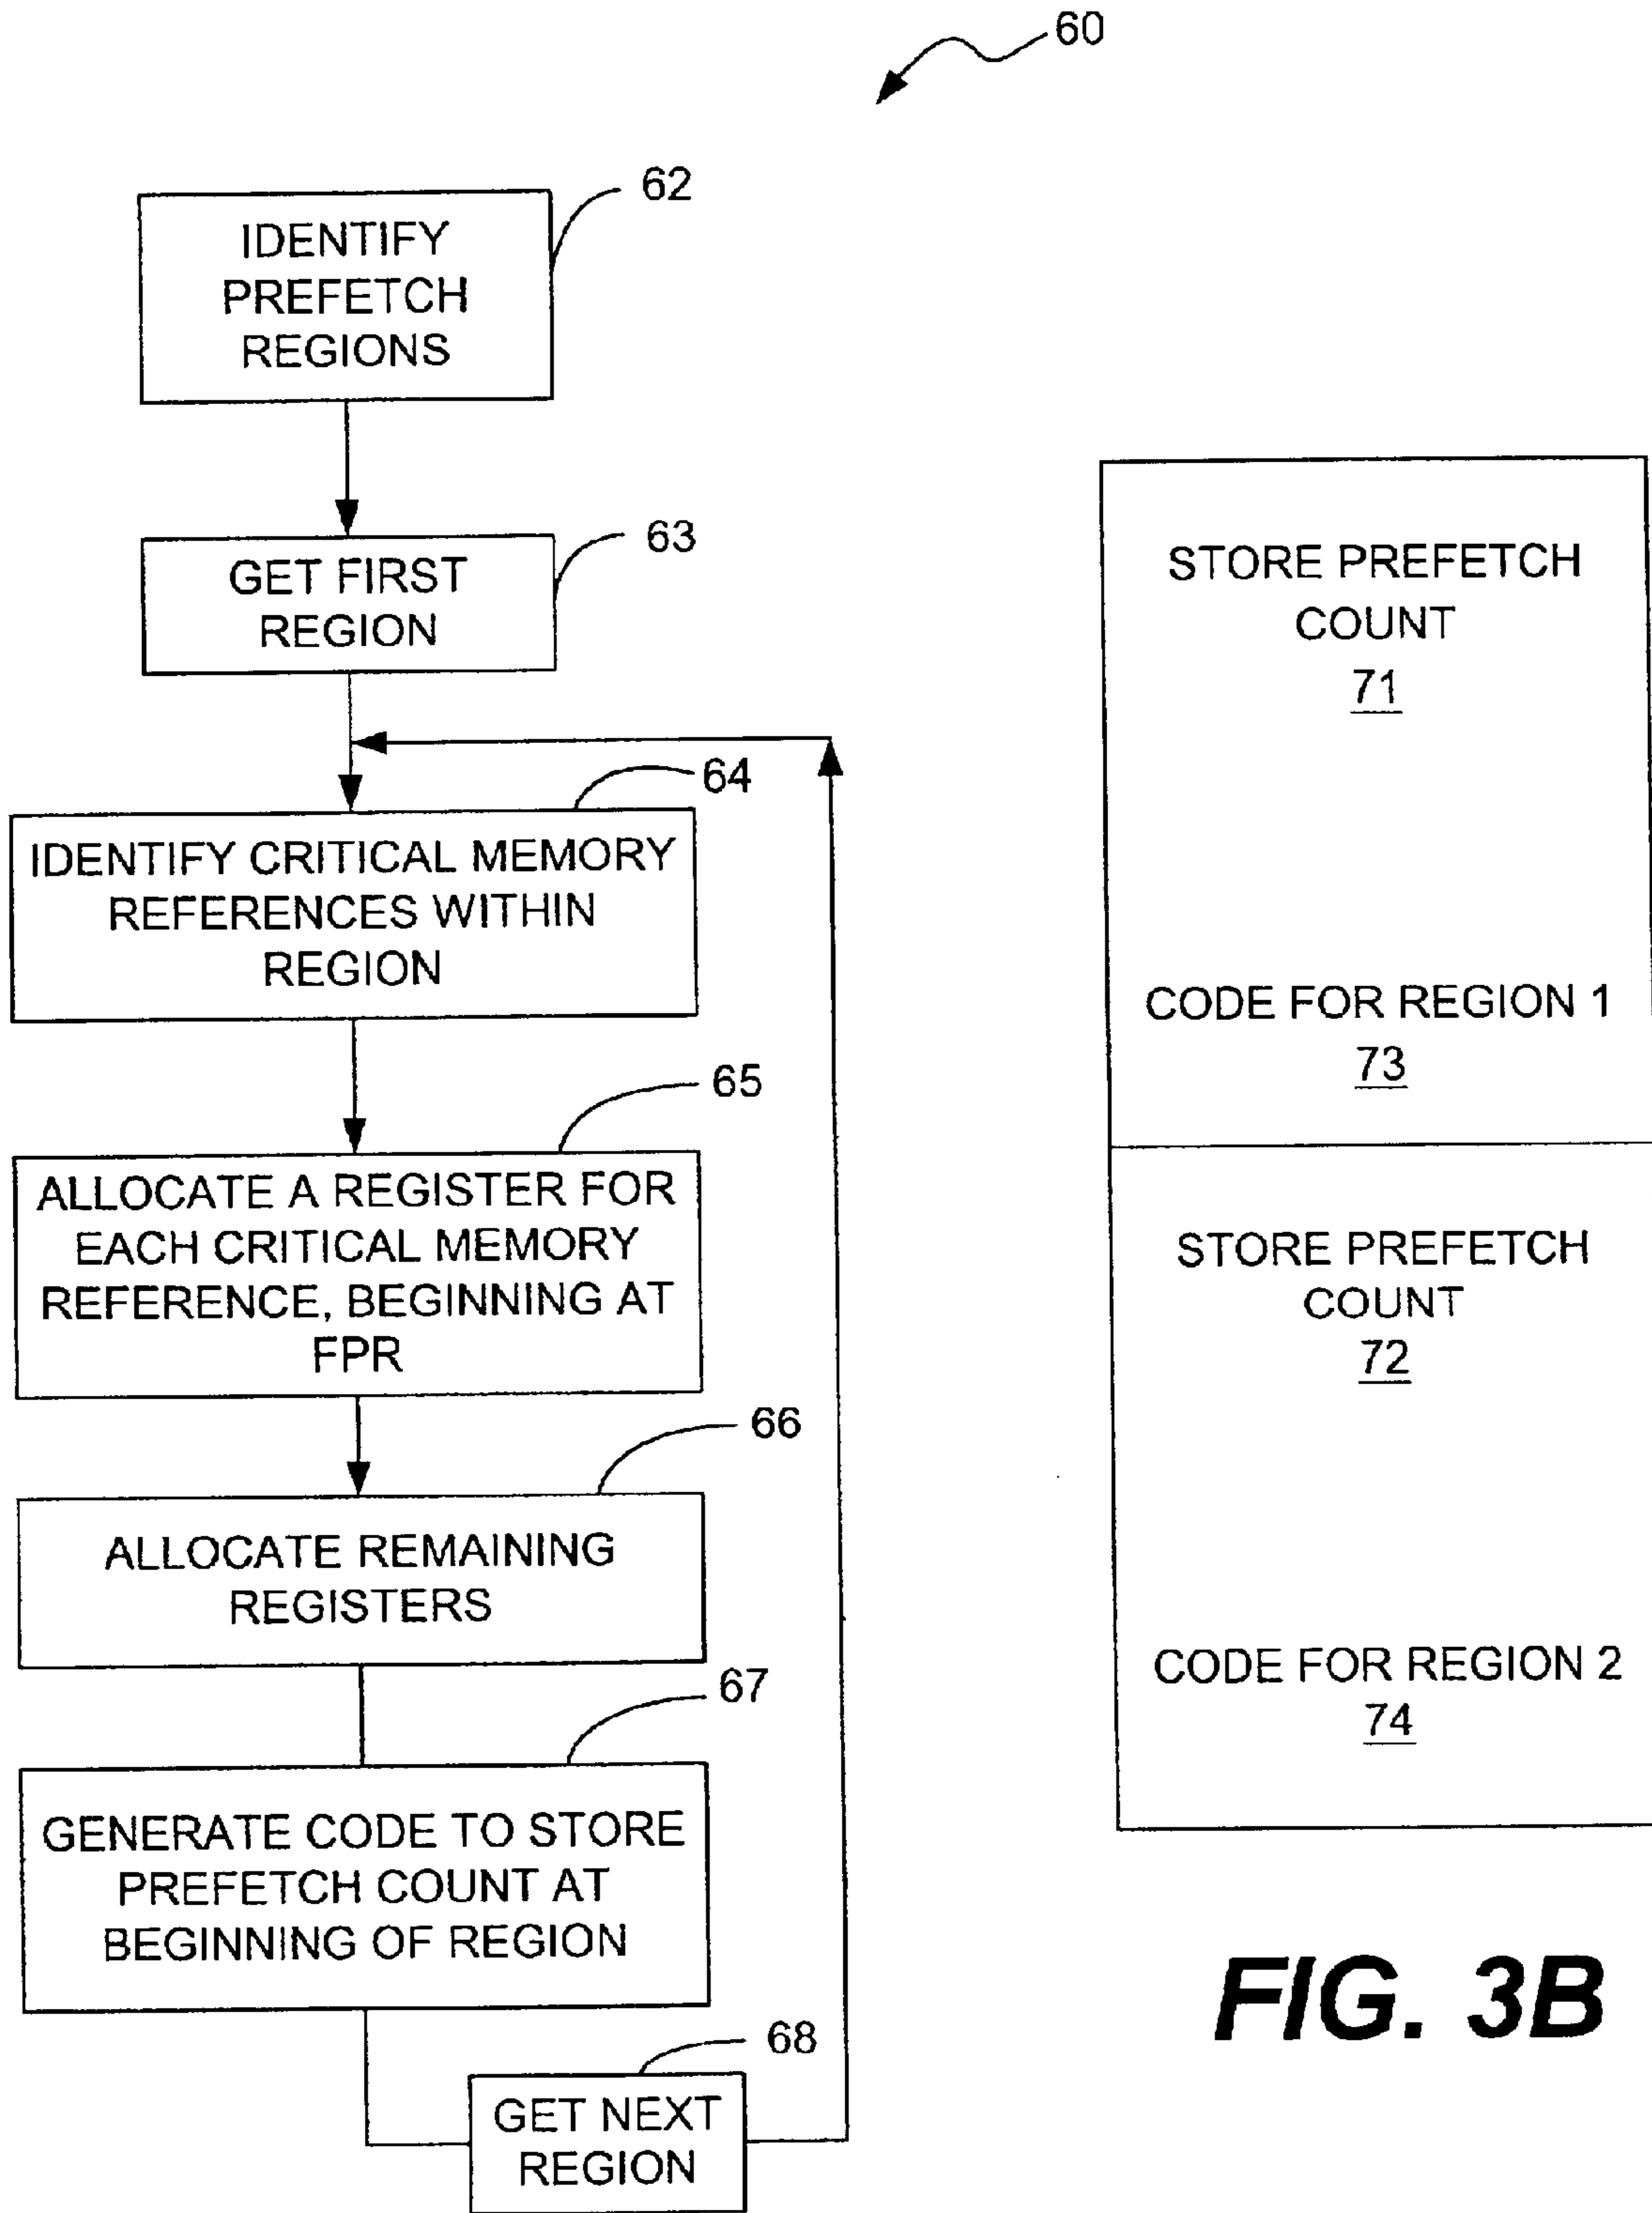 60
62
IDENTIFY
PREFETCH
REGIONS
63
GET FIRST
REGION
64
IDENTIFY CRITICAL MEMORY
REFERENCES WITHIN
REGION
65
ALLOCATE A REGISTER FOR
EACH CRITICAL MEMORY
REFERENCE, BEGINNING AT
FPR
66
ALLOCATE REMAINING
REGISTERS
67
GENERATE CODE TO STORE
PREFETCH COUNT AT
BEGINNING OF REGION
68
GET NEXT
REGION
STORE PREFETCH
COUNT
71
CODE FOR REGION 1
73
STORE PREFETCH
COUNT
72
CODE FOR REGION 2
74
FIG. 3B